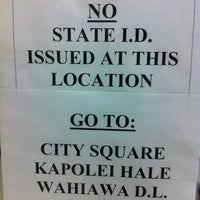 NO
STATE I.D.
ISSUED AT THIS
LOCATION
GO TO:
CITY SQUARE
KAPOLEI HALE
WAHIAWA D.L.